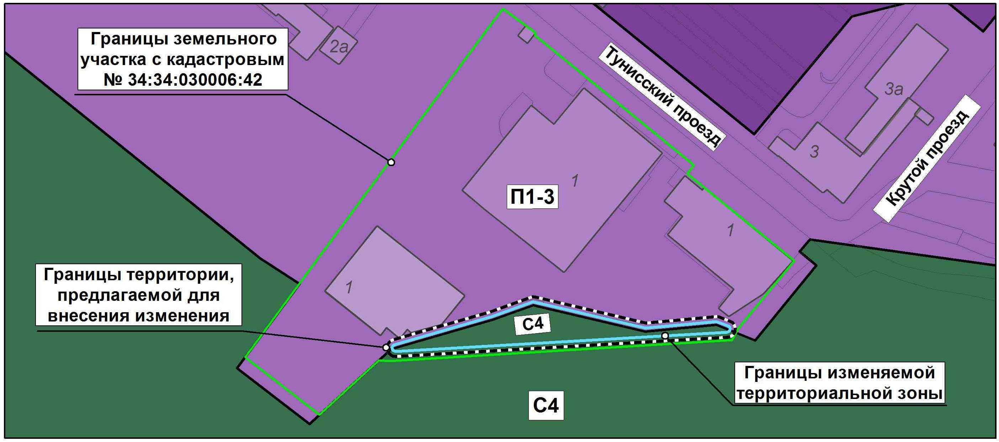 Границы земельного
участка с кадастровым
№ 34:34:030006:42
2а
Тунисский проезд
3а
3
Крутой проезд
1
П1-3
1
1
Границы территории,
предлагаемой для
внесения изменения
С4
Границы изменяемой
территориальной зоны
С4